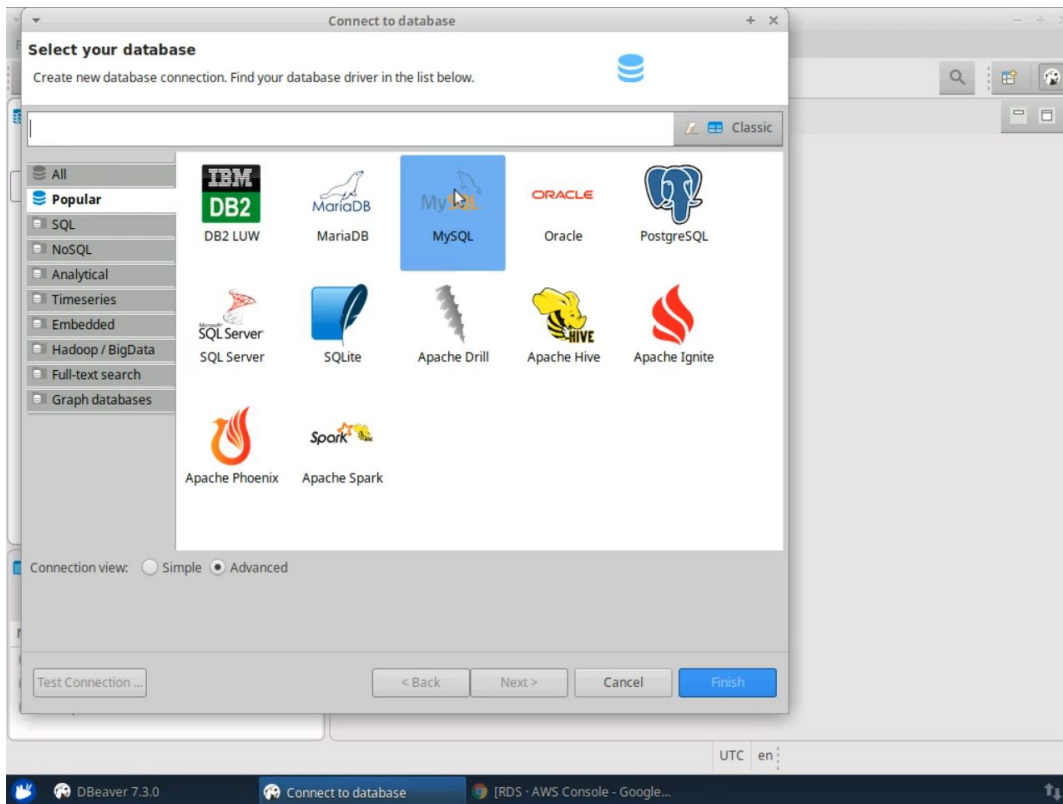 Connect to database
Select your database
Create new database connection. Find your database driver in the list below.
Classic
All
Popular
SQL
NoSQL
Analytical
Timeseries
Embedded
Hadoop / BigData
Full-text search
Graph databases
IBM
DB2
DB2 LUW
MariaDB
MariaDB
MySQL
MySQL
ORACLE
Oracle
PostgreSQL
Microsoft
SQL Server
SQL Server
SQLite
Apache Drill
HIVE
Apache Hive
Apache Ignite
Apache Phoenix
Spark
Apache Spark
Connection view: Simple Advanced
Test Connection ... < Back Next > Cancel Finish
UTC en
DBeaver 7.3.0 Connect to database [RDS · AWS Console - Google...